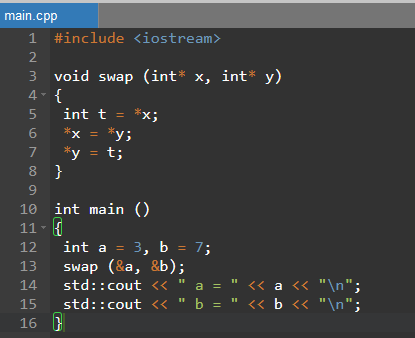 main.cpp
1 #include <iostream>
2
3 void swap (int* x, int* y)
4 {
5 int t = *x;
6 *x = *y;
7 *y = t;
8 }
9
10 int main ()
11 {
12 int a = 3, b = 7;
13 swap (&a, &b);
14 std::cout << " a = " << a << "\n";
15 std::cout << " b = " << b << "\n";
16 }